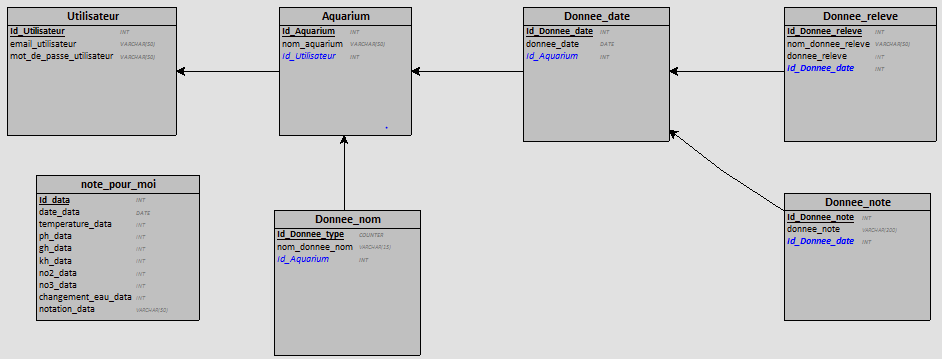 Utilisateur
Id_Utilisateur INT
email_utilisateur VARCHAR(50)
mot_de_passe_utilisateur VARCHAR(50)
Aquarium
Id_Aquarium INT
nom_aquarium VARCHAR(50)
Id_Utilisateur INT
Donnee_date
Id_Donnee_date INT
donnee_date DATE
Id_Aquarium INT
Donnee_releve
Id_Donnee_releve INT
nom_donnee_releve VARCHAR(50)
donnee_releve INT
Id_Donnee_date INT
note_pour_moi
Id_data INT
date_data DATE
temperature_data INT
ph_data INT
gh_data INT
kh_data INT
no2_data INT
no3_data INT
changement_eau_data INT
notation_data VARCHAR(50)
Donnee_nom
Id_Donnee_type COUNTER
nom_donnee_nom VARCHAR(15)
Id_Aquarium INT
Donnee_note
Id_Donnee_note INT
donnee_note VARCHAR(200)
Id_Donnee_date INT